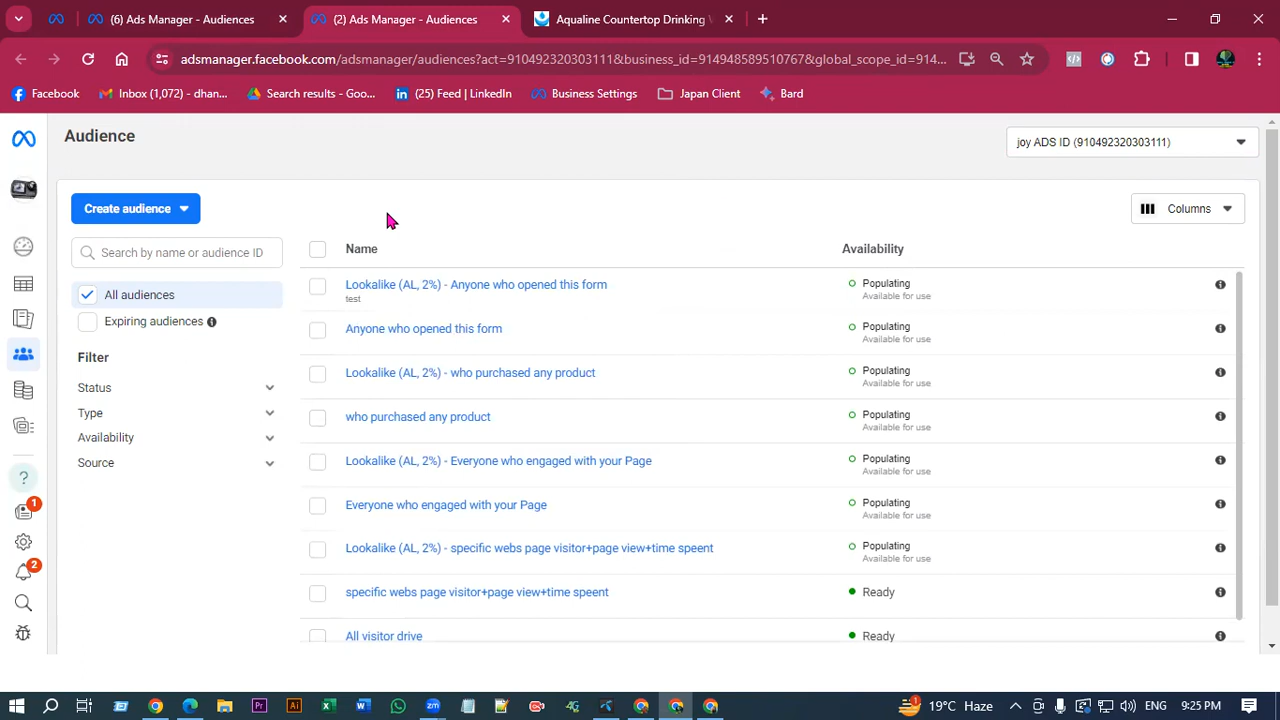 (6) Ads Manager - Audiences
(2) Ads Manager - Audiences
Aqualine Countertop Drinking
adsmanager.facebook.com/adsmanager/audiences?act=910492320303111&business_id=914948589510767&global_scope_id=914...
Facebook
Inbox (1,072) - dhan...
Search results - Goo...
(25) Feed | LinkedIn
Business Settings
Japan Client
Bard
Audience
joy ADS ID (910492320303111)
Create audience
Columns
Search by name or audience ID
Name
Availability
All audiences
Expiring audiences
Filter
Status
Type
Availability
Source
Lookalike (AL, 2%) - Anyone who opened this form
test
Populating
Available for use
Anyone who opened this form
Populating
Available for use
Lookalike (AL, 2%) - who purchased any product
Populating
Available for use
who purchased any product
Populating
Available for use
Lookalike (AL, 2%) - Everyone who engaged with your Page
Populating
Available for use
Everyone who engaged with your Page
Populating
Available for use
Lookalike (AL, 2%) - specific webs page visitor+page view+time speent
Populating
Available for use
specific webs page visitor+page view+time speent
Ready
All visitor drive
Ready
1
2
19°C Haze
ENG
9:25 PM